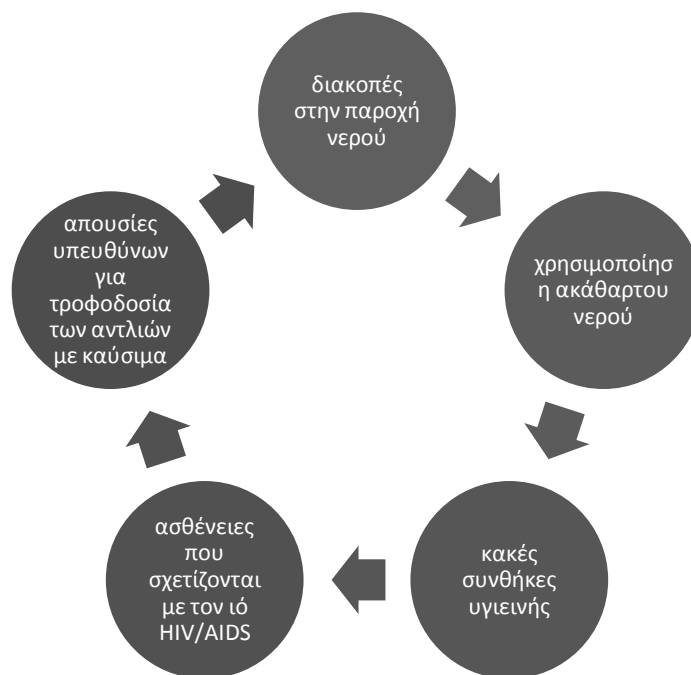 διακοπές
στην παροχή
νερού
χρησιμοποίησ
η ακάθαρτου
νερού
κακές
συνθήκες
υγιεινής
ασθένειες
που
σχετίζονται
με τον ιό
HIV/AIDS
απουσίες
υπευθύνων
για
τροφοδοσία
των αντλιών
με καύσιμα